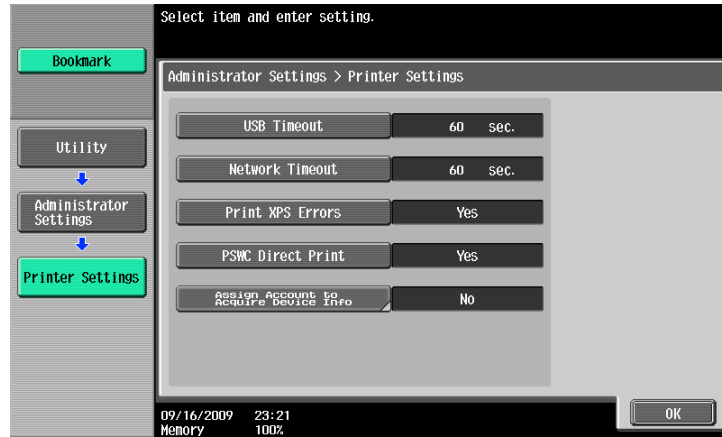 Select item and enter setting.
Bookmark
Administrator Settings > Printer Settings
USB Timeout 60 sec.
Utility
Network Timeout 60 sec.
Administrator
Settings
Print XPS Errors Yes
PSWC Direct Print Yes
Printer Settings
Assign Account to
Acquire Device Info No
09/16/2009 23:21
Memory 100%
OK